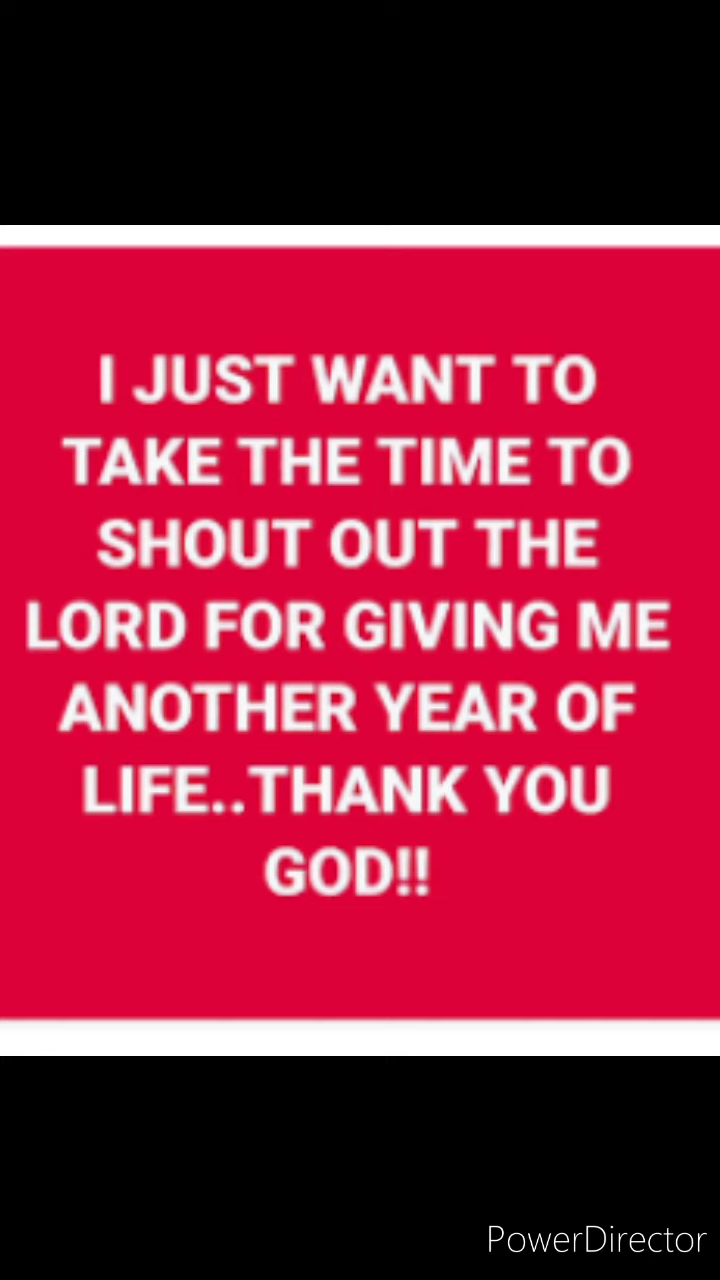 I JUST WANT TO
TAKE THE TIME TO
SHOUT OUT THE
LORD FOR GIVING ME
ANOTHER YEAR OF
LIFE..THANK YOU
GOD!!
PowerDirector